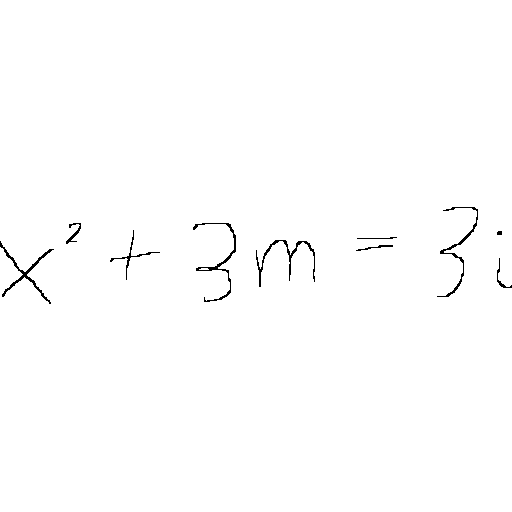 x² + 3m = 3i